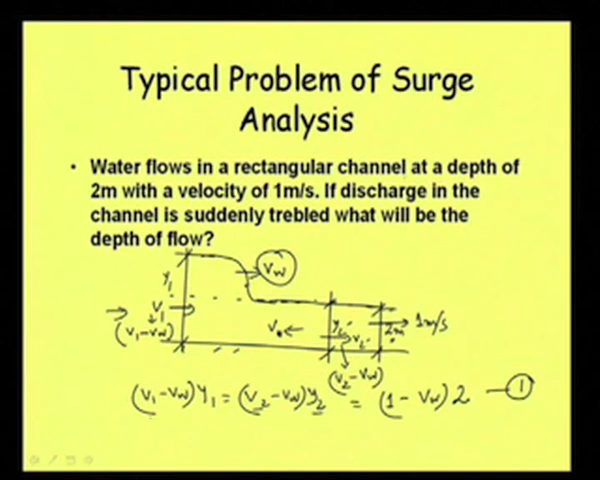 Typical Problem of Surge
Analysis
• Water flows in a rectangular channel at a depth of
2m with a velocity of 1m/s. If discharge in the
channel is suddenly trebled what will be the
depth of flow?
Vw
y1
V1
(V1-Vw)
V
y2
V2
2m
1m/s
(V2-Vw)
(V1-Vw)Y1 = (V2-Vw)y2 = (1-Vw)2 — 1